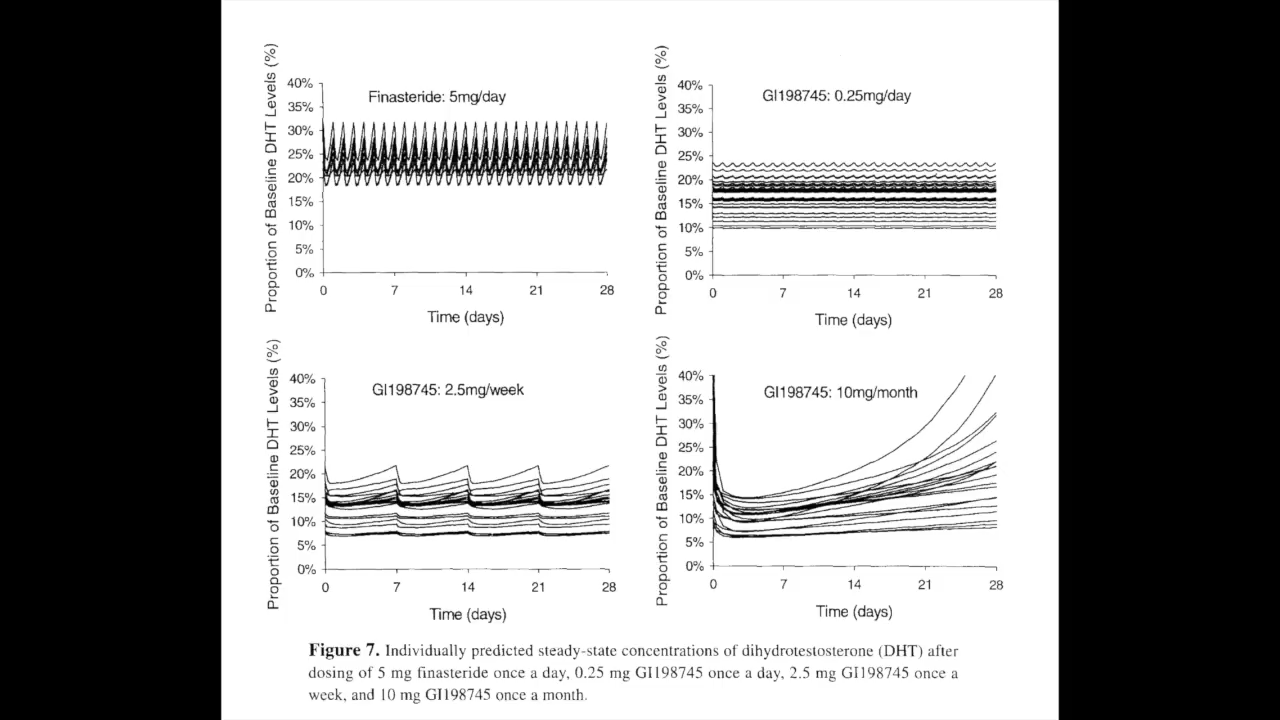 Proportion of Baseline DHT Levels (%)
Finasteride: 5mg/day
40%
35%
30%
25%
20%
15%
10%
5%
0%
0 7 14 21 28
Time (days)
Proportion of Baseline DHT Levels (%)
GI198745: 0.25mg/day
40%
35%
30%
25%
20%
15%
10%
5%
0%
0 7 14 21 28
Time (days)
Proportion of Baseline DHT Levels (%)
GI198745: 2.5mg/week
40%
35%
30%
25%
20%
15%
10%
5%
0%
0 7 14 21 28
Time (days)
Proportion of Baseline DHT Levels (%)
GI198745: 10mg/month
40%
35%
30%
25%
20%
15%
10%
5%
0%
0 7 14 21 28
Time (days)
Figure 7. Individually predicted steady-state concentrations of dihydrotestosterone (DHT) after
dosing of 5 mg finasteride once a day, 0.25 mg GI198745 once a day, 2.5 mg GI198745 once a
week, and 10 mg GI198745 once a month.